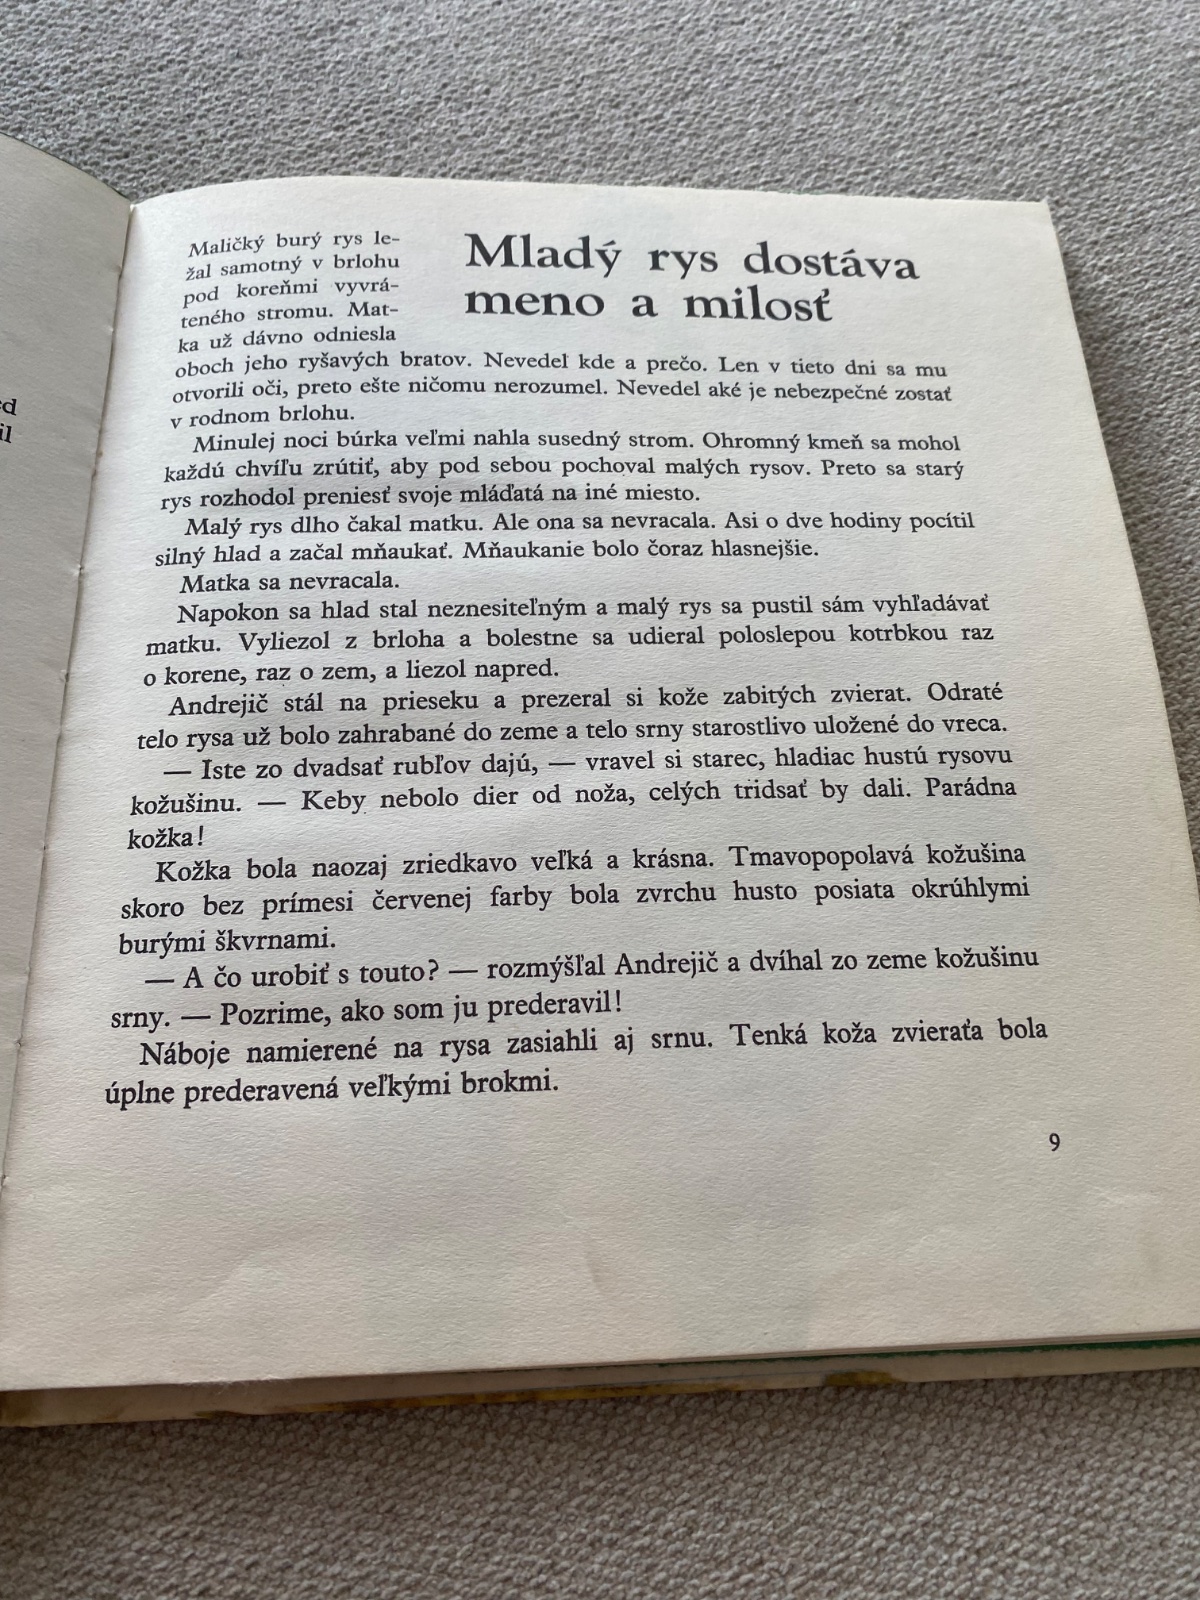 ed
il
Mladý rys dostáva
meno a milosť
Maličký burý rys le-
žal samotný v brlohu
pod koreňmi vyvrá-
teného stromu. Mat-
ka už dávno odniesla
oboch jeho ryšavých bratov. Nevedel kde a prečo. Len v tieto dni sa mu
otvorili oči, preto ešte ničomu nerozumel. Nevedel aké je nebezpečné zostať
v rodnom brlohu.
Minulej noci búrka veľmi nahla susedný strom. Ohromný kmeň sa mohol
každú chvíľu zrútiť, aby pod sebou pochoval malých rysov. Preto sa starý
rys rozhodol preniesť svoje mláďatá na iné miesto.
Malý rys dlho čakal matku. Ale ona sa nevracala. Asi o dve hodiny pocítil
silný hlad a začal mňaukať. Mňaukanie bolo čoraz hlasnejšie.
Matka sa nevracala.
Napokon sa hlad stal neznesiteľným a malý rys sa pustil sám vyhľadávať
matku. Vyliezol z brloha a bolestne sa udieral poloslepou kotrbkou raz
o korene, raz o zem, a liezol napred.
Andrejič stál na prieseku a prezeral si kože zabitých zvierat. Odraté
telo rysa už bolo zahrabané do zeme a telo srny starostlivo uložené do vreca.
— Iste zo dvadsať rubľov dajú, — vravel si starec, hladiac hustú rysovu
kožušinu. — Keby nebolo dier od noža, celých tridsať by dali. Parádna
kožka!
Kožka bola naozaj zriedkavo veľká a krásna. Tmavopopolavá kožušina
skoro bez prímesi červenej farby bola zvrchu husto posiata okrúhlymi
burými škvrnami.
— A čo urobiť s touto? — rozmýšľal Andrejič a dvíhal zo zeme kožušinu
srny. — Pozrime, ako som ju prederavil!
Náboje namierené na rysa zasiahli aj srnu. Tenká koža zvieraťa bola
úplne prederavená veľkými brokmi.
9